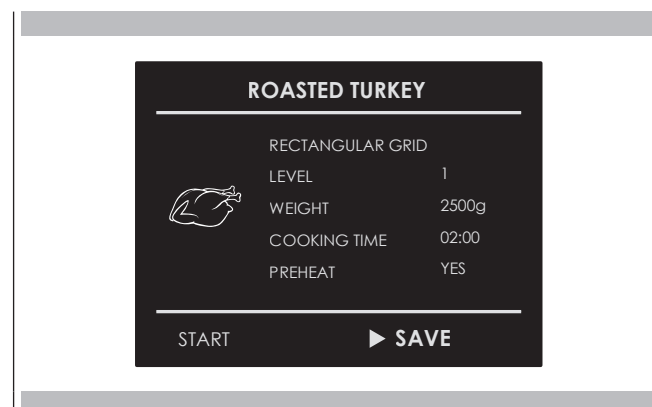 ROASTED TURKEY
RECTANGULAR GRID
LEVEL 1
WEIGHT 2500g
COOKING TIME 02:00
PREHEAT YES
START ▶ SAVE